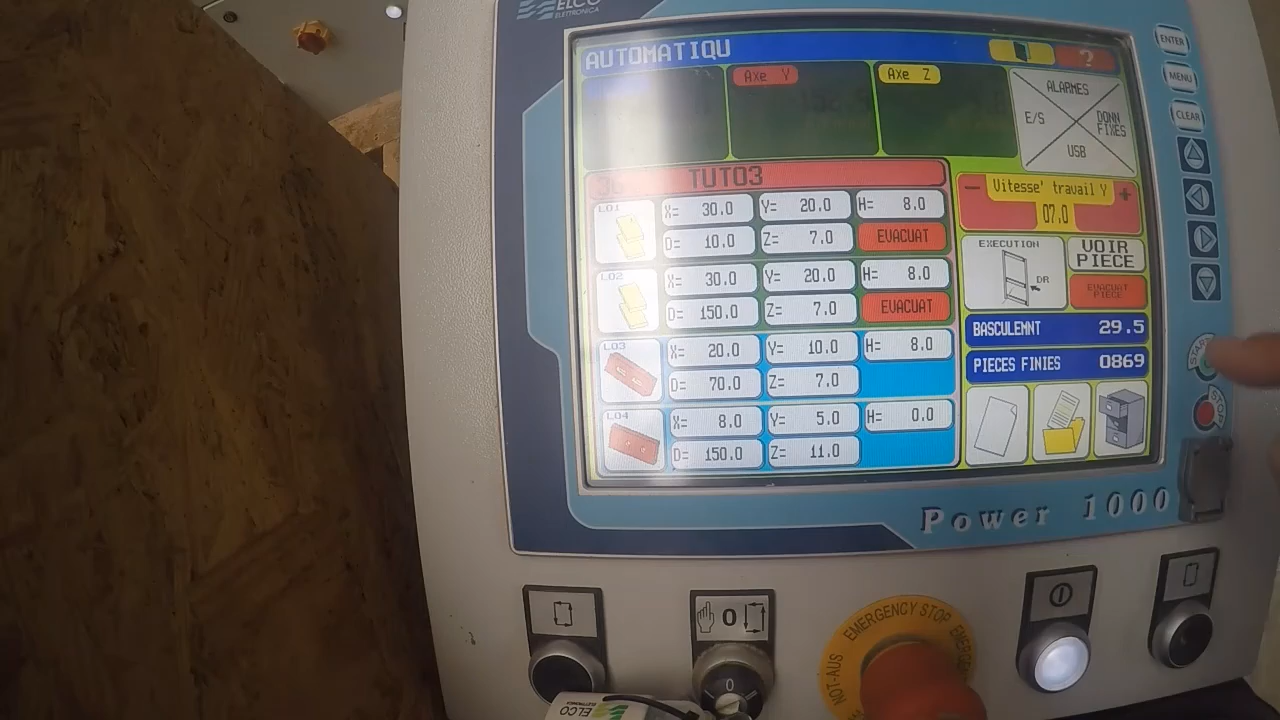 ELCO
ELETTRONICA
AUTOMATIQU
?
Axe Y
Axe Z
ALARMES
E/S
DONN
FIXES
USB
ENTER
MENU
CLEAR
TUTO3
- Vitesse' travail Y +
07.0
L01
X= 30.0 Y= 20.0 H= 8.0
D= 10.0 Z= 7.0 EVACUAT
L02
X= 30.0 Y= 20.0 H= 8.0
D= 150.0 Z= 7.0 EVACUAT
L03
X= 20.0 Y= 10.0 H= 8.0
D= 70.0 Z= 7.0
L04
X= 8.0 Y= 5.0 H= 0.0
D= 150.0 Z= 11.0
EXECUTION
DR
VOIR
PIECE
EVACUAT
PIECE
BASCULEMNT 29.5
PIECES FINIES 0869
START
STOP
Power 1000
0
0
EMERGENCY STOP
NOT-AUS
ELCO